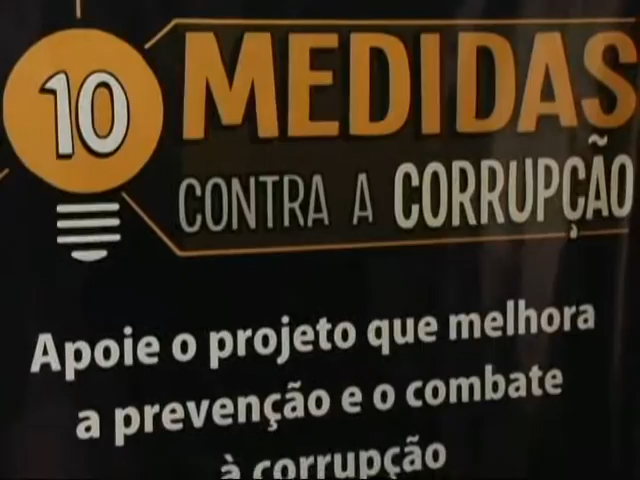 10 MEDIDAS
CONTRA A CORRUPÇÃO
Apoie o projeto que melhora
a prevenção e o combate
à corrupção